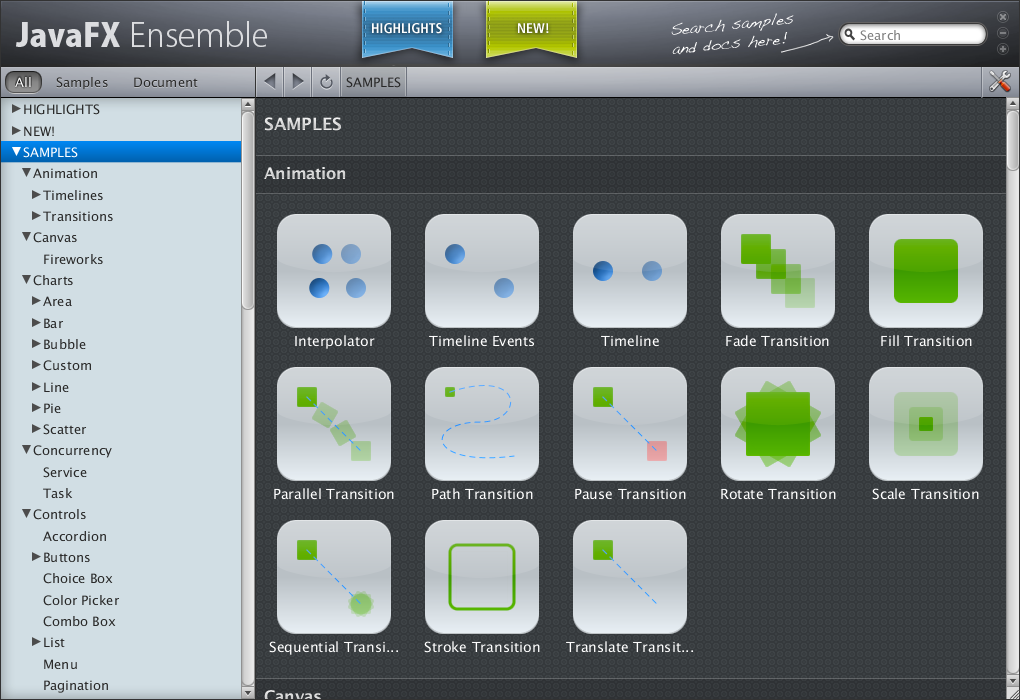 JavaFX Ensemble
HIGHLIGHTS
NEW!
Search samples
and docs here!
Search
All
Samples
Document
SAMPLES
HIGHLIGHTS
NEW!
SAMPLES
Animation
Timelines
Transitions
Canvas
Fireworks
Charts
Area
Bar
Bubble
Custom
Line
Pie
Scatter
Concurrency
Service
Task
Controls
Accordion
Buttons
Choice Box
Color Picker
Combo Box
List
Menu
Pagination
SAMPLES
Animation
Interpolator
Timeline Events
Timeline
Fade Transition
Fill Transition
Parallel Transition
Path Transition
Pause Transition
Rotate Transition
Scale Transition
Sequential Transi...
Stroke Transition
Translate Transit...
Canvas